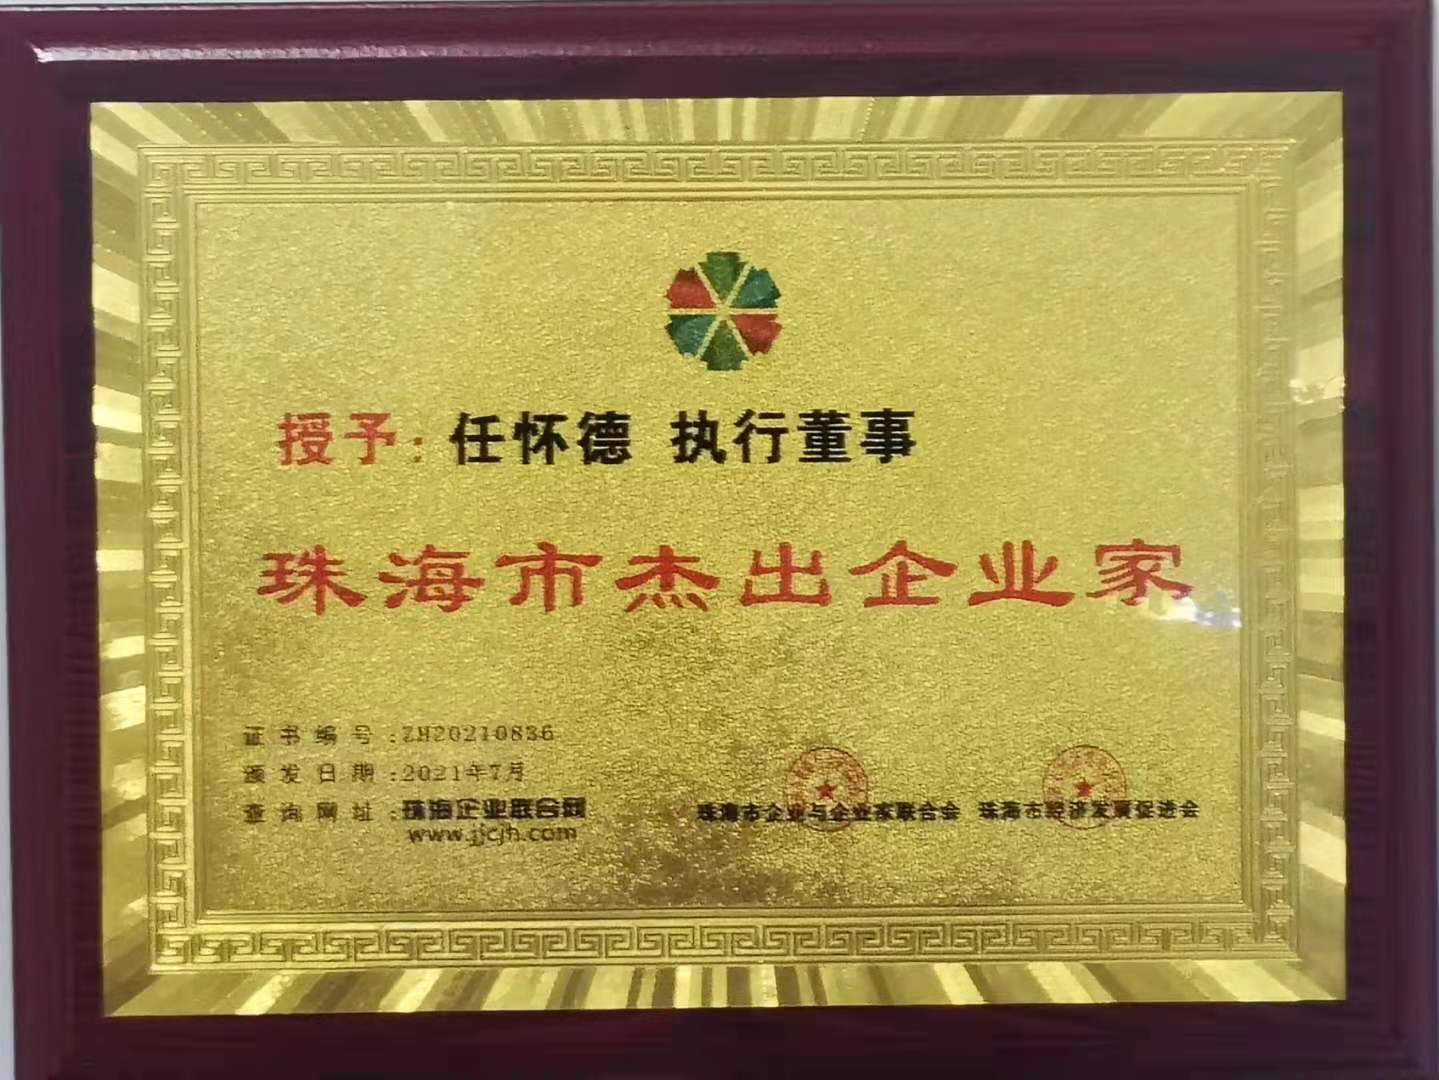 授予：任怀德 执行董事
珠海市杰出企业家
证书编号：ZH20210836
颁发日期：2021年7月
查询网址：珠海企业联合网
www.jjcjh.com
珠海市企业与企业家联合会 珠海市经济发展促进会